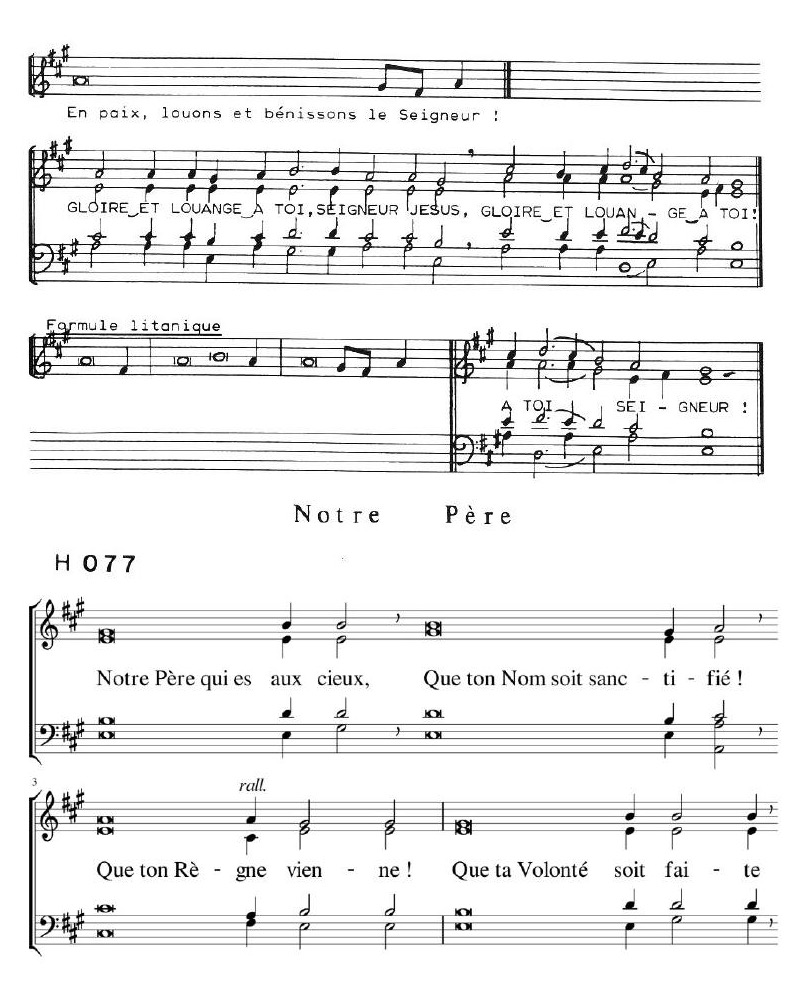 En paix, louons et bénissons le Seigneur !
GLOIRE‿ET LOUANGE‿A TOI,SEIGNEUR JESUS, GLOIRE‿ET LOUAN - GE‿A TOI!
Formule litanique
A TOI SEI - GNEUR !
Notre Père
H 077
Notre Père qui es aux cieux, Que ton Nom soit sanc - ti - fié !
3
rall.
Que ton Rè - gne vien - ne ! Que ta Volonté soit fai - te